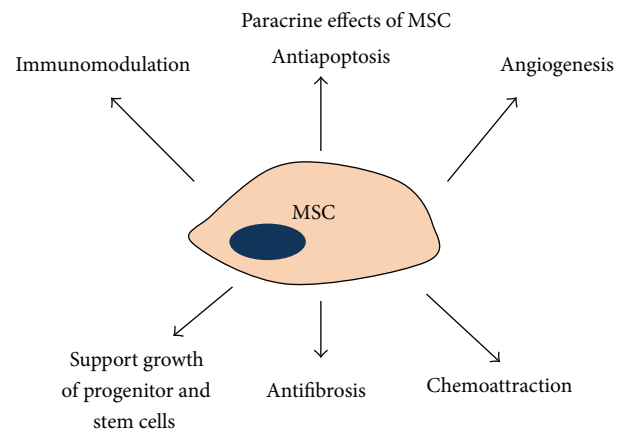 Paracrine effects of MSC
Immunomodulation
Antiapoptosis
Angiogenesis
MSC
Support growth
of progenitor and
stem cells
Antifibrosis
Chemoattraction